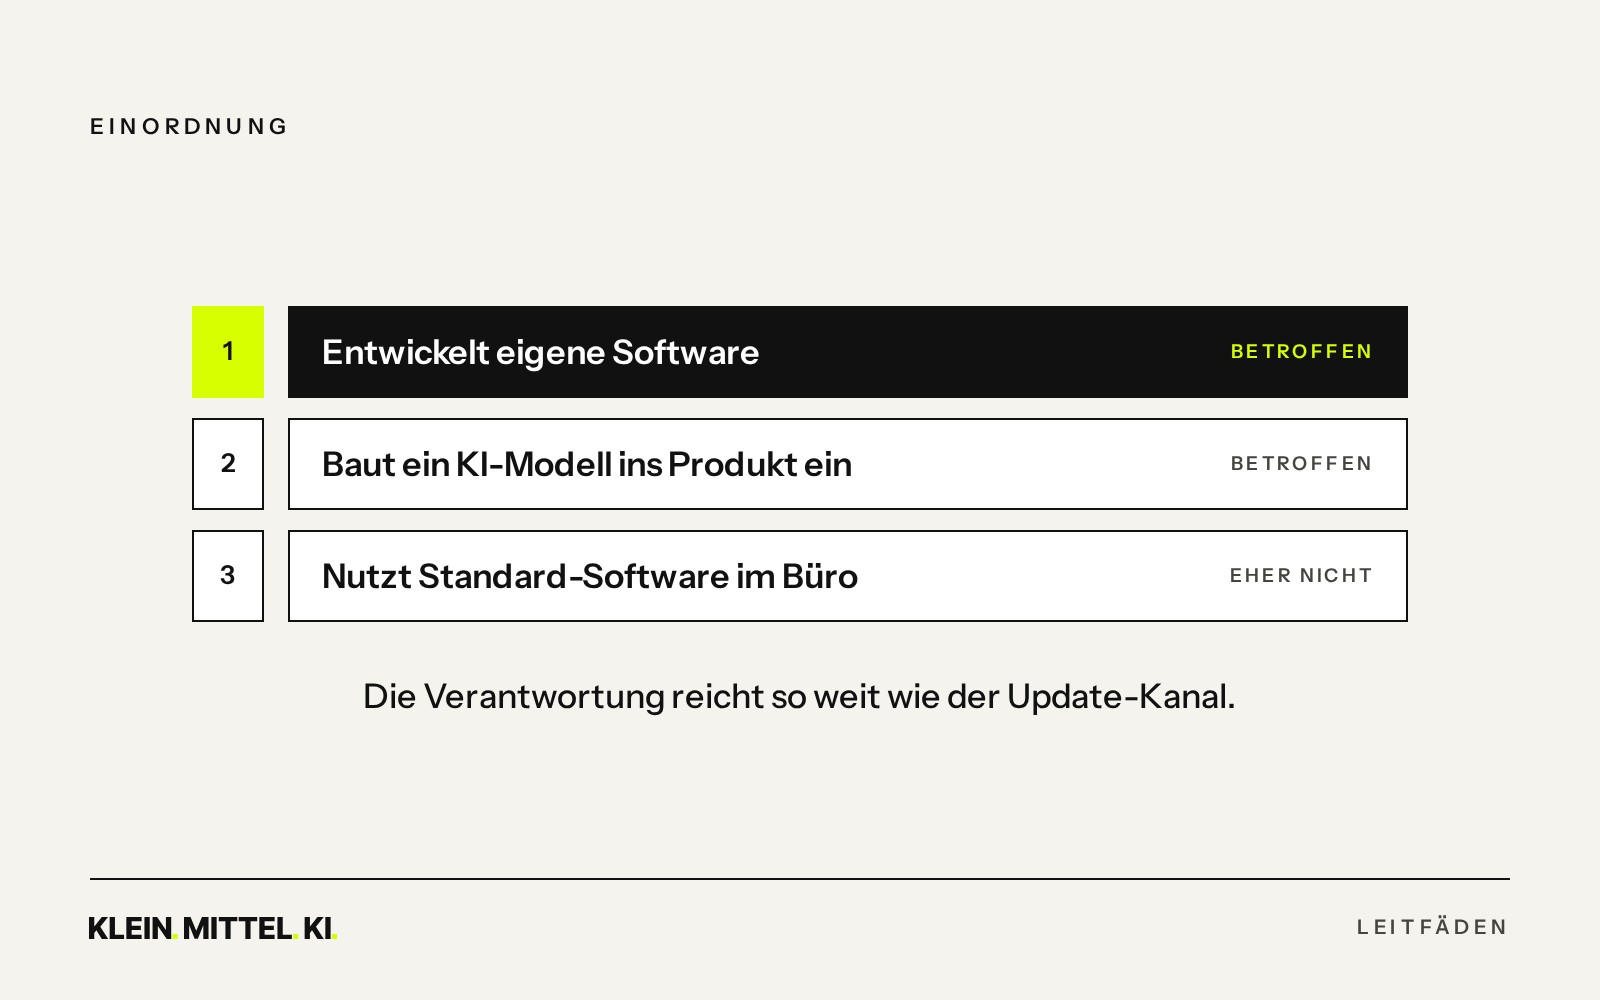 EINORDNUNG
1 Entwickelt eigene Software BETROFFEN
2 Baut ein KI-Modell ins Produkt ein BETROFFEN
3 Nutzt Standard-Software im Büro EHER NICHT
Die Verantwortung reicht so weit wie der Update-Kanal.
KLEIN. MITTEL. KI. LEITFÄDEN